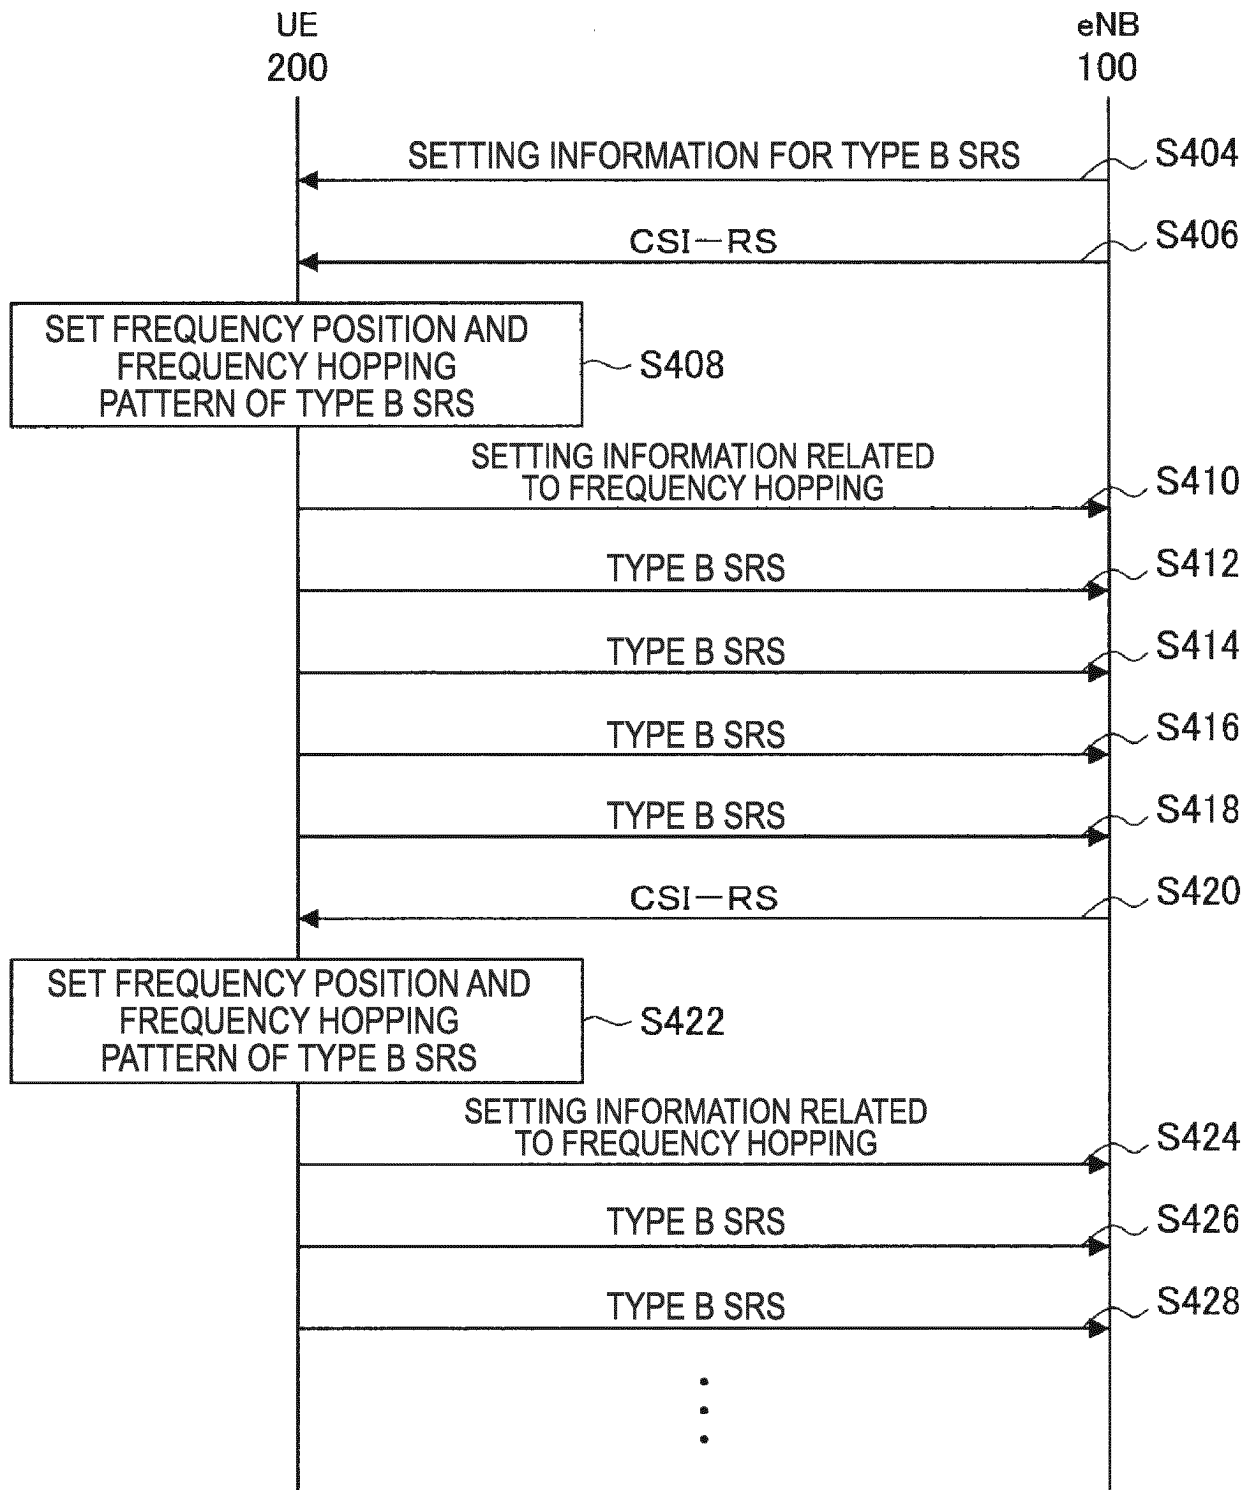 UE
200
eNB
100
SETTING INFORMATION FOR TYPE B SRS
S404
CSI-RS
S406
SET FREQUENCY POSITION AND
FREQUENCY HOPPING
PATTERN OF TYPE B SRS
S408
SETTING INFORMATION RELATED
TO FREQUENCY HOPPING
S410
TYPE B SRS
S412
TYPE B SRS
S414
TYPE B SRS
S416
TYPE B SRS
S418
CSI-RS
S420
SET FREQUENCY POSITION AND
FREQUENCY HOPPING
PATTERN OF TYPE B SRS
S422
SETTING INFORMATION RELATED
TO FREQUENCY HOPPING
S424
TYPE B SRS
S426
TYPE B SRS
S428